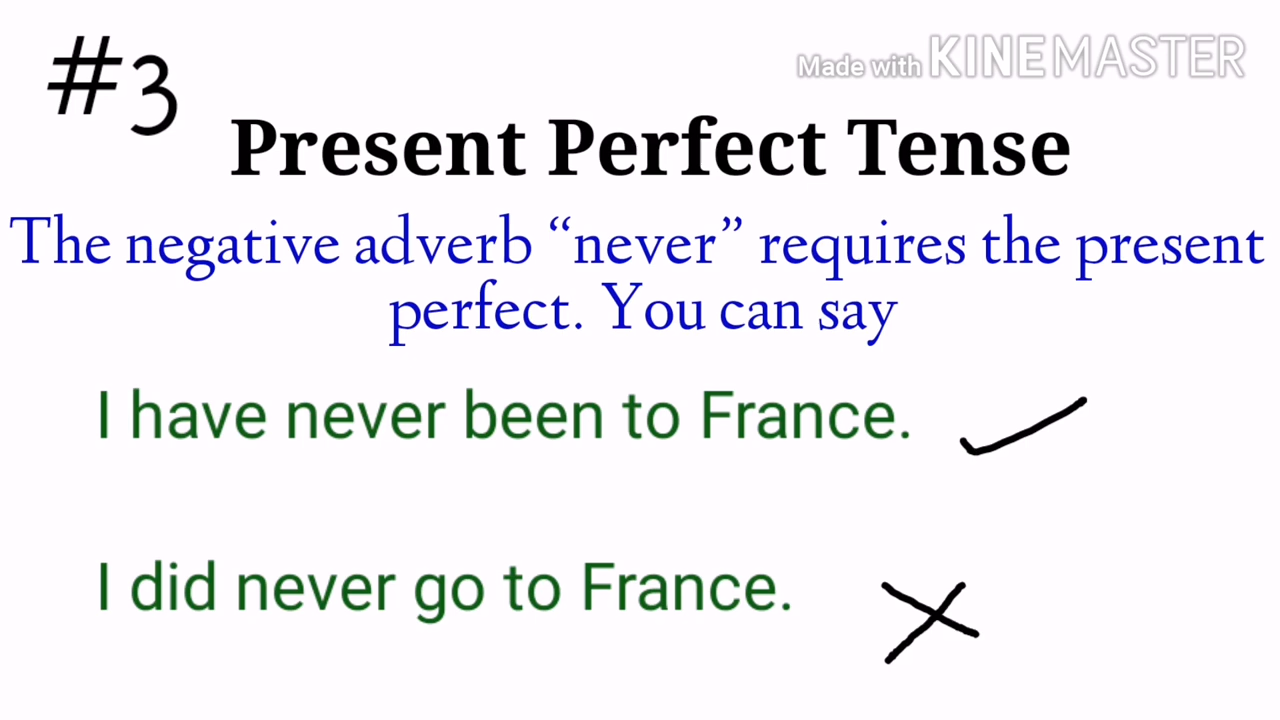 #3
Made with KINEMASTER
Present Perfect Tense
The negative adverb “never” requires the present
perfect. You can say
I have never been to France.
I did never go to France.